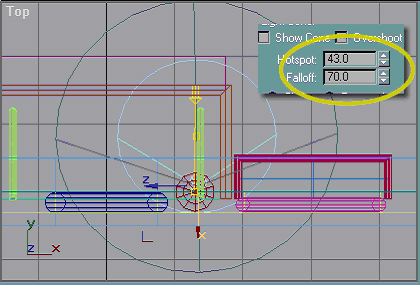 Top
Show Cone Overshoot
Hotspot: 43.0
Falloff: 70.0
z
x
y
z x